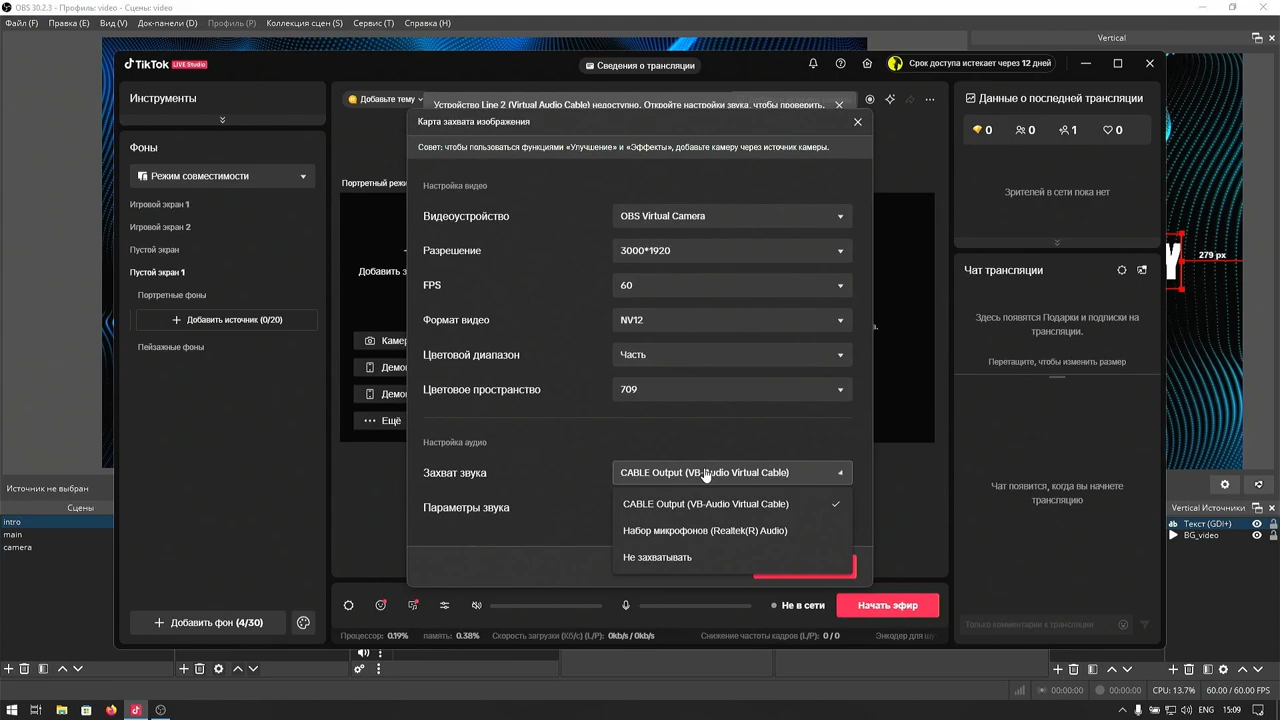 OBS 30.2.3 - Профиль: video - Сцены: video
Файл (F) Правка (E) Вид (V) Док-панели (D) Профиль (P) Коллекция сцен (S) Сервис (T) Справка (H)
Vertical
TikTok LIVE Studio
Сведения о трансляции
Срок доступа истекает через 12 дней
Инструменты
Добавьте тему
Устройство Line 2 (Virtual Audio Cable) недоступно. Откройте настройки звука, чтобы проверить.
Данные о последней трансляции
Карта захвата изображения
0 0 1 0
Фоны
Совет: чтобы пользоваться функциями «Улучшение» и «Эффекты», добавьте камеру через источник камеры.
Режим совместимости
Портретный режи
Настройка видео
Зрителей в сети пока нет
Игровой экран 1
Видеоустройство OBS Virtual Camera
Игровой экран 2
Пустой экран
Разрешение 3000*1920
279 px
Пустой экран 1
Добавить з
Чат трансляции
FPS 60
Портретные фоны
Добавить источник (0/20)
Формат видео NV12
Здесь появятся Подарки и подписки на
трансляции.
Каме
Пейзажные фоны
Цветовой диапазон Часть
Перетащите, чтобы изменить размер
Демо
Цветовое пространство 709
Демо
Ещё
Настройка аудио
Захват звука CABLE Output (VB-Audio Virtual Cable)
Источник не выбран
Чат появится, когда вы начнете
трансляцию
CABLE Output (VB-Audio Virtual Cable)
Параметры звука
Сцены
Vertical Источники
intro
Текст (GDI+)
main
Набор микрофонов (Realtek(R) Audio)
BG_video
camera
Не захватывать
Не в сети
Начать эфир
Добавить фон (4/30)
Только комментарии к трансляции
Процессор: 0.19% память: 0.38% Скорость загрузки (Кб/с) (L/P): 0kb/s / 0kb/s Снижение частоты кадров (L/P): 0 / 0 Энкодер для
00:00:00 00:00:00 CPU: 13.7% 60.00 / 60.00 FPS
ENG 15:09